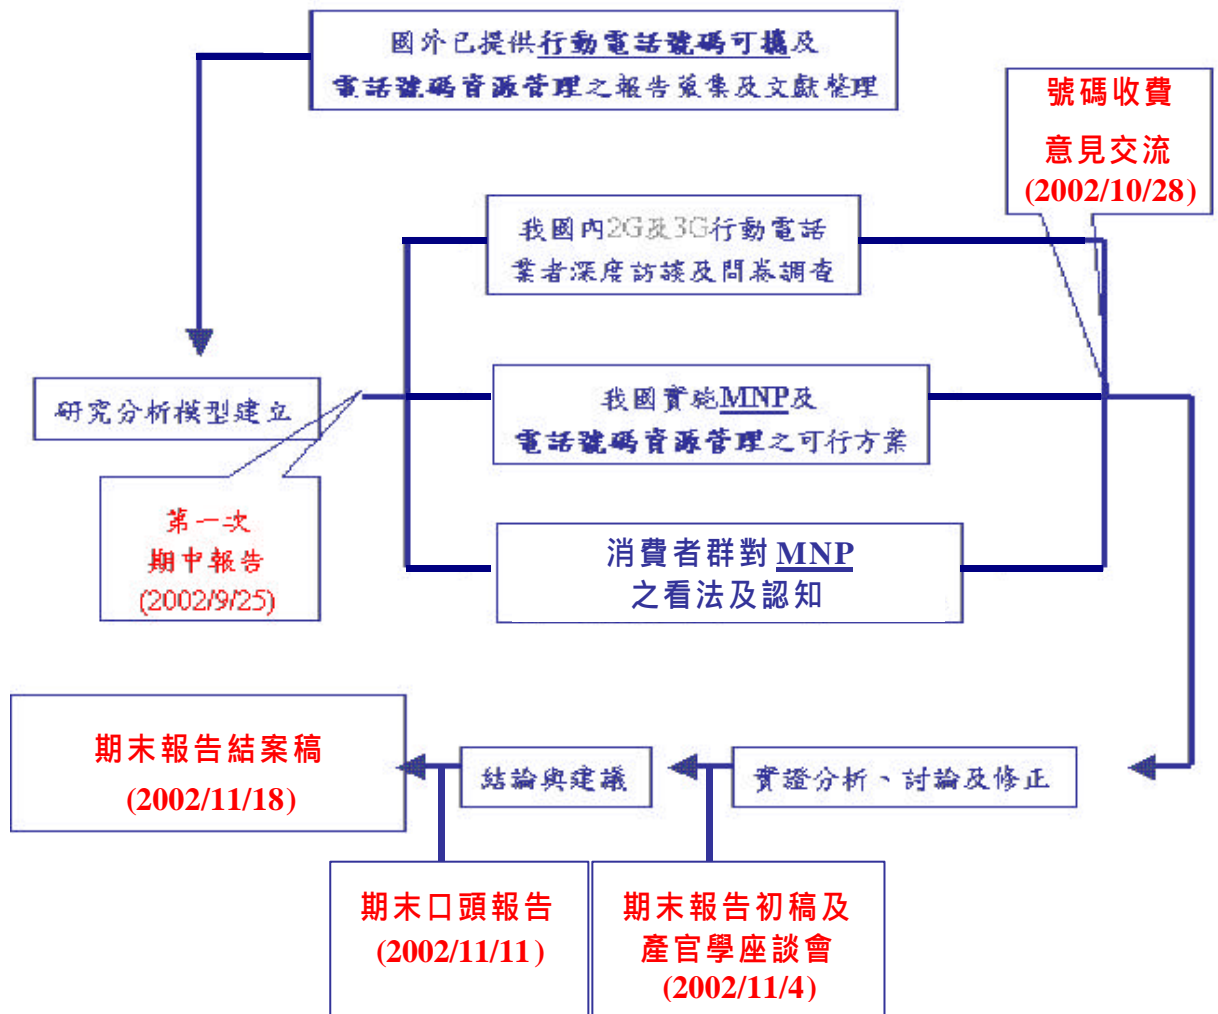 國外已提供行動電話號碼可攜及
電話號碼資源管理之報告蒐集及文獻整理
號碼收費
意見交流
(2002/10/28)
我國內2G及3G行動電話
業者深度訪談及問卷調查
研究分析模型建立
我國實施MNP及
電話號碼資源管理之可行方案
第一次
期中報告
(2002/9/25)
消費者群對 MNP
之看法及認知
期末報告結案稿
(2002/11/18)
結論與建議
實證分析、討論及修正
期末口頭報告
(2002/11/11)
期末報告初稿及
產官學座談會
(2002/11/4)